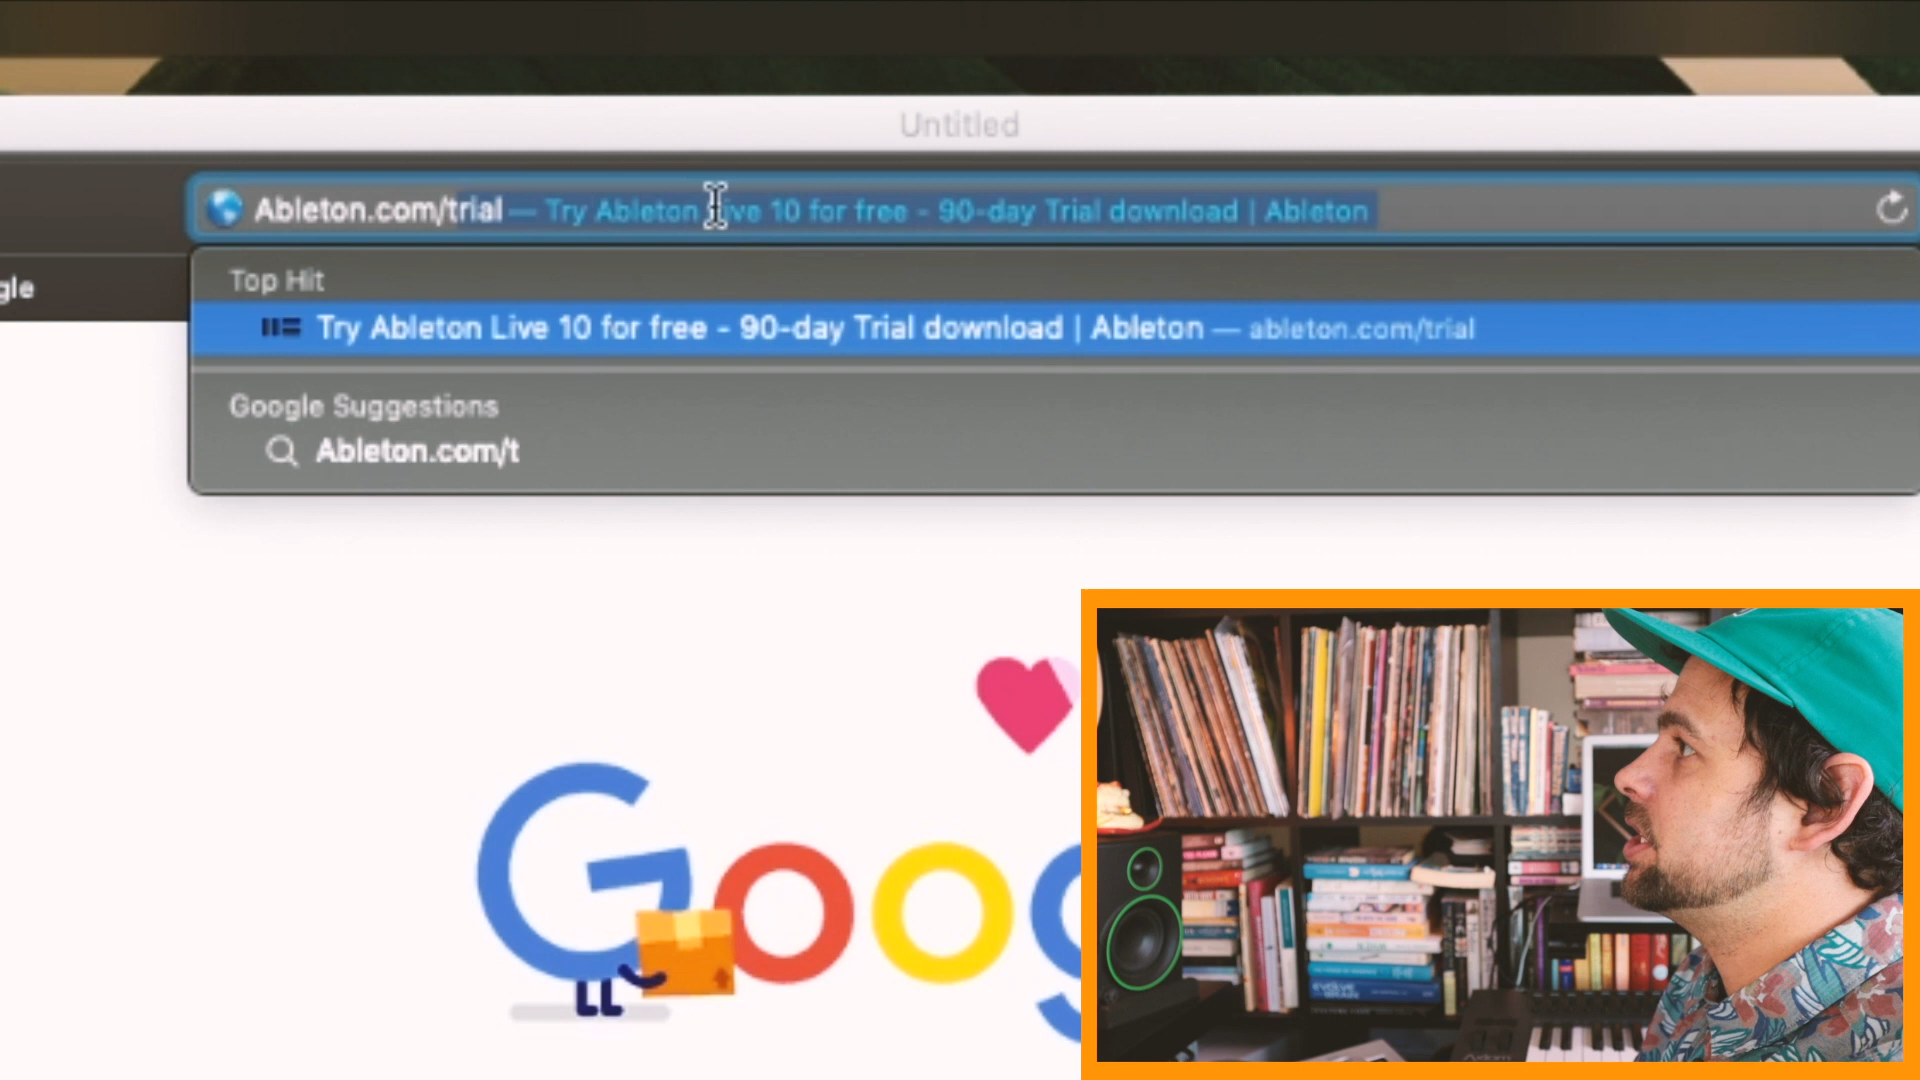 Untitled
Ableton.com/trial — Try Ableton Live 10 for free - 90-day Trial download | Ableton
gle
Top Hit
Try Ableton Live 10 for free - 90-day Trial download | Ableton — ableton.com/trial
Google Suggestions
Ableton.com/t
Goog